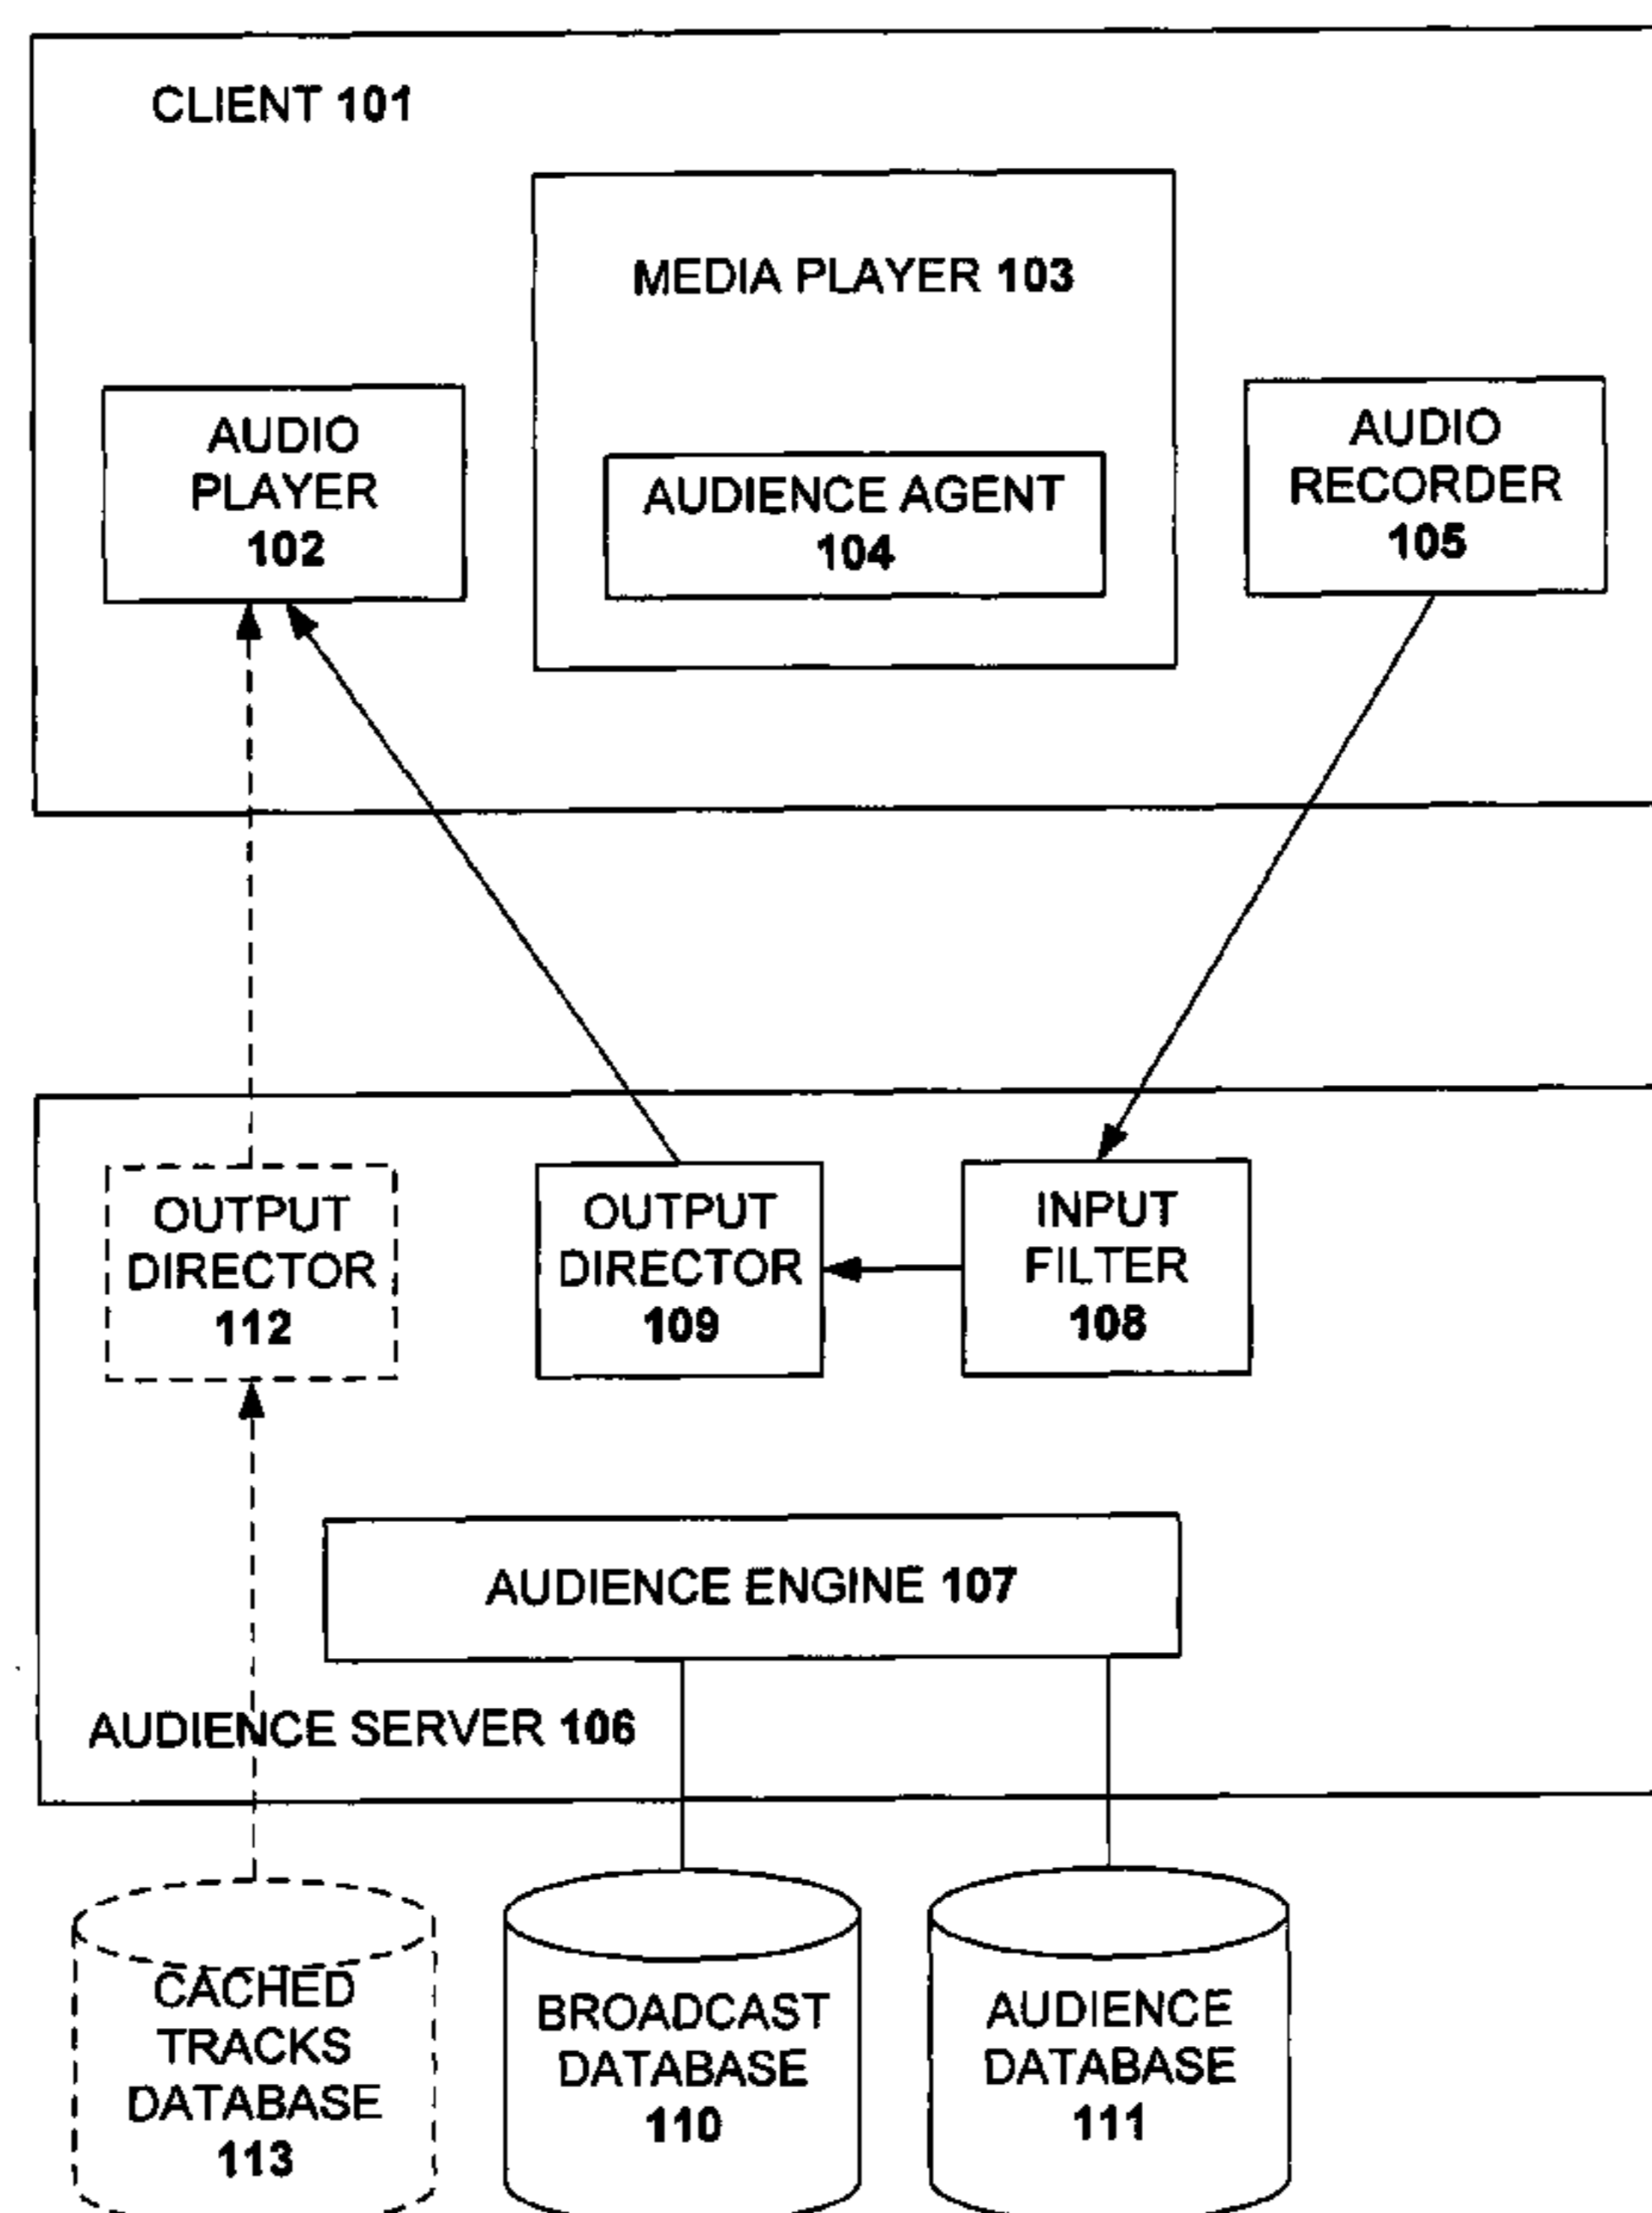 CLIENT 101
MEDIA PLAYER 103
AUDIO
PLAYER
102
AUDIENCE AGENT
104
AUDIO
RECORDER
105
OUTPUT
DIRECTOR
112
OUTPUT
DIRECTOR
109
INPUT
FILTER
108
AUDIENCE ENGINE 107
AUDIENCE SERVER 106
CACHED
TRACKS
DATABASE
113
BROADCAST
DATABASE
110
AUDIENCE
DATABASE
111